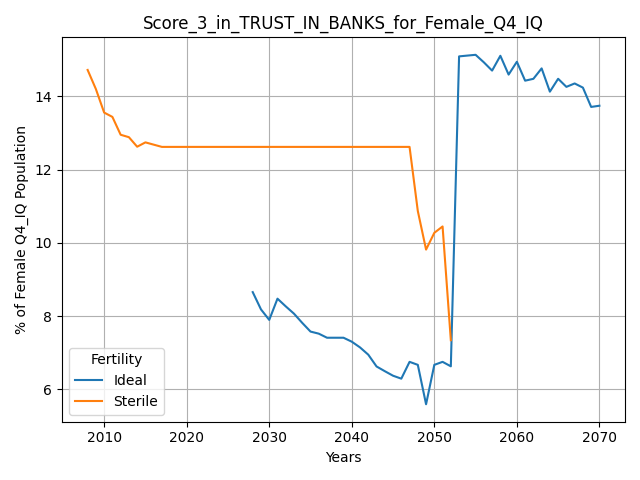 Score_3_in_TRUST_IN_BANKS_for_Female_Q4_IQ
% of Female Q4_IQ Population
14
12
10
8
6
Fertility
Ideal
Sterile
2010 2020 2030 2040 2050 2060 2070
Years